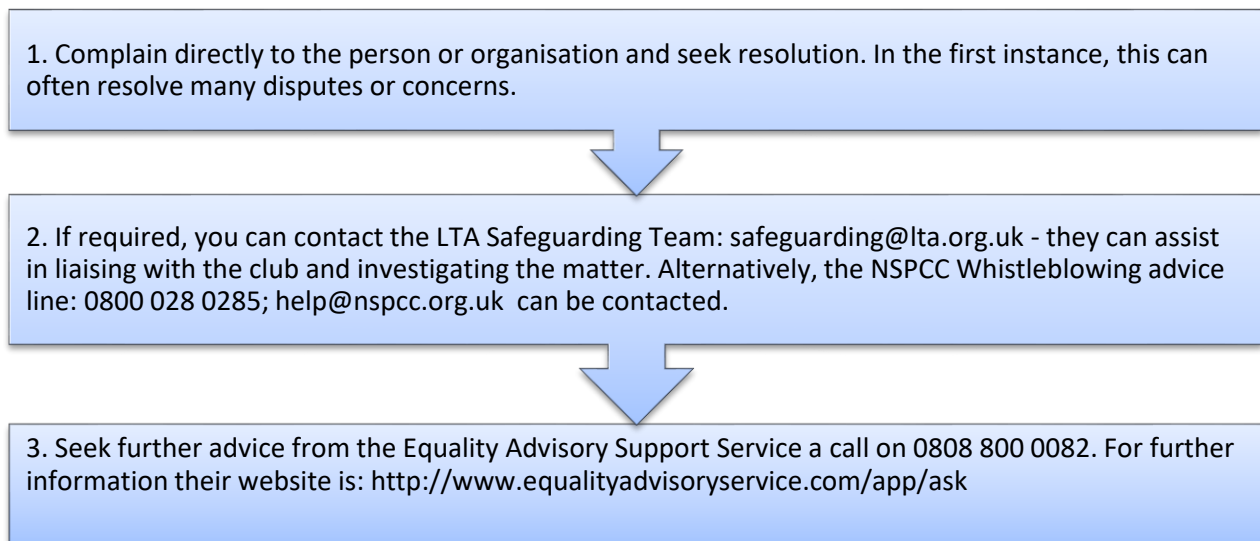 1. Complain directly to the person or organisation and seek resolution. In the first instance, this can
often resolve many disputes or concerns.
2. If required, you can contact the LTA Safeguarding Team: safeguarding@lta.org.uk - they can assist
in liaising with the club and investigating the matter. Alternatively, the NSPCC Whistleblowing advice
line: 0800 028 0285; help@nspcc.org.uk  can be contacted.
3. Seek further advice from the Equality Advisory Support Service a call on 0808 800 0082. For further
information their website is: http://www.equalityadvisoryservice.com/app/ask